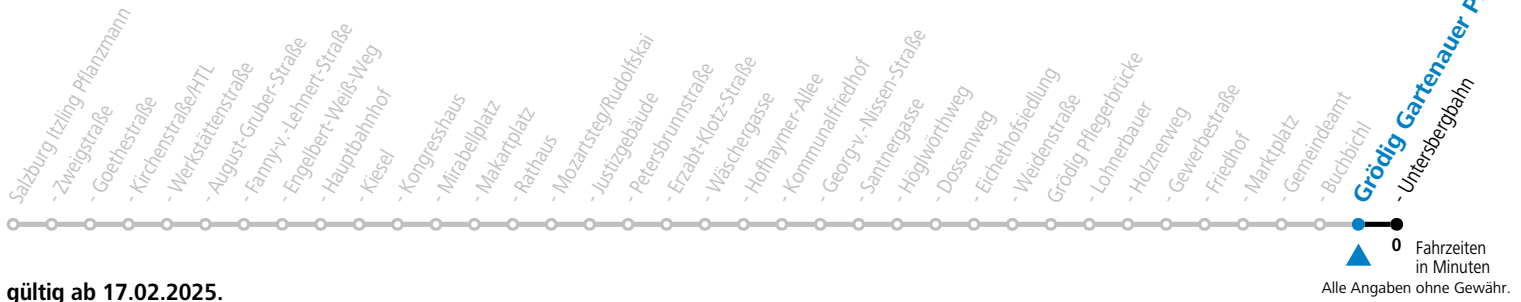 Salzburg Itzling Pflanzmann
- Zweigstraße
- Goethestraße
- Kirchenstraße/HTL
- Werkstättenstraße
- August-Gruber-Straße
- Fanny-v.-Lehnert-Straße
- Engelbert-Weiß-Weg
- Hauptbahnhof
- Kiesel
- Kongresshaus
- Mirabellplatz
- Makartplatz
- Rathaus
- Mozartsteg/Rudolfskai
- Justizgebäude
- Petersbrunnstraße
- Erzabt-Klotz-Straße
- Wäschergasse
- Hofhaymer-Allee
- Kommunalfriedhof
- Georg-v.-Nissen-Straße
- Santnergasse
- Höglwörthweg
- Dossenweg
- Eichethofsiedlung
- Weidenstraße
Grödig Pflegerbrücke
- Lohnerbauer
- Holznerweg
- Gewerbestraße
- Friedhof
- Marktplatz
- Gemeindeamt
- Buchbichl
Grödig Gartenauer
- Untersbergbahn
0 Fahrzeiten
in Minuten
Alle Angaben ohne Gewähr.
gültig ab 17.02.2025.